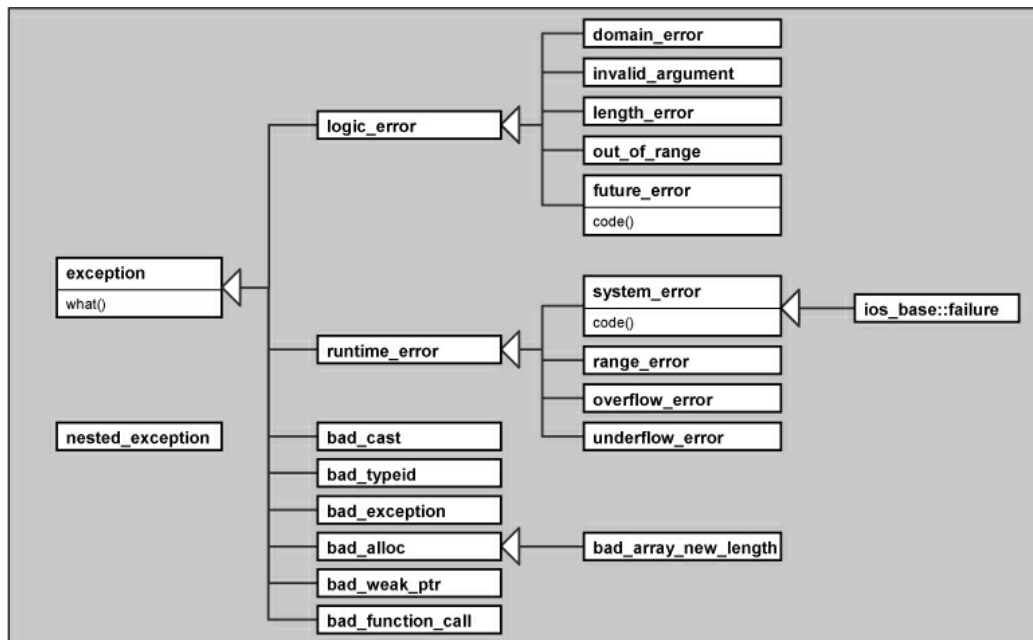 domain_error
invalid_argument
logic_error
length_error
out_of_range
future_error
code()
exception
what()
system_error
code()
ios_base::failure
runtime_error
range_error
overflow_error
underflow_error
nested_exception
bad_cast
bad_typeid
bad_exception
bad_alloc
bad_array_new_length
bad_weak_ptr
bad_function_call